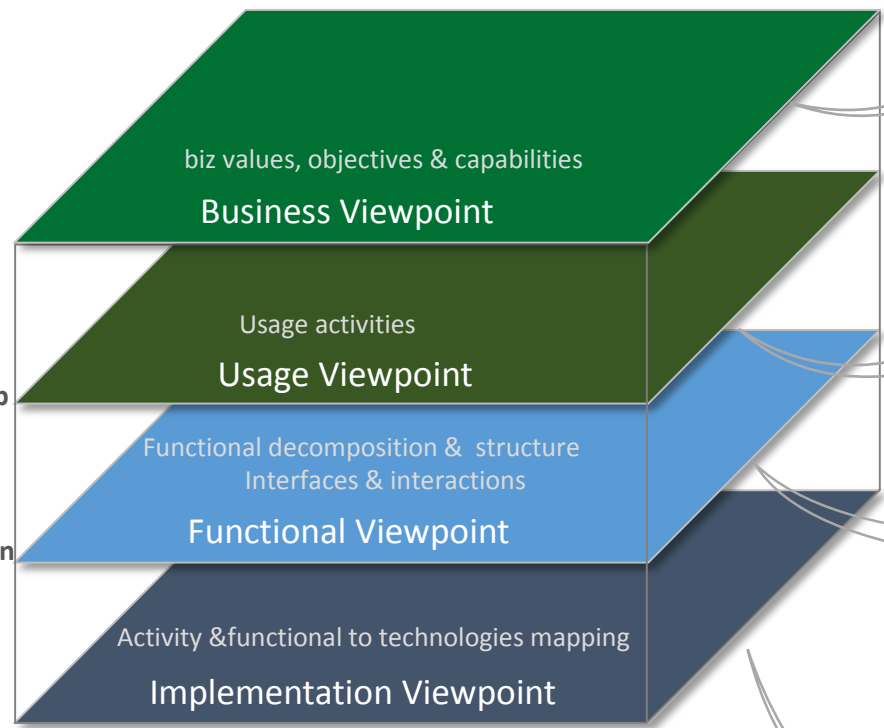 biz values, objectives & capabilities
Business Viewpoint
Usage activities
Usage Viewpoint
Functional decomposition & structure
Interfaces & interactions
Functional Viewpoint
Activity &functional to technologies mapping
Implementation Viewpoint